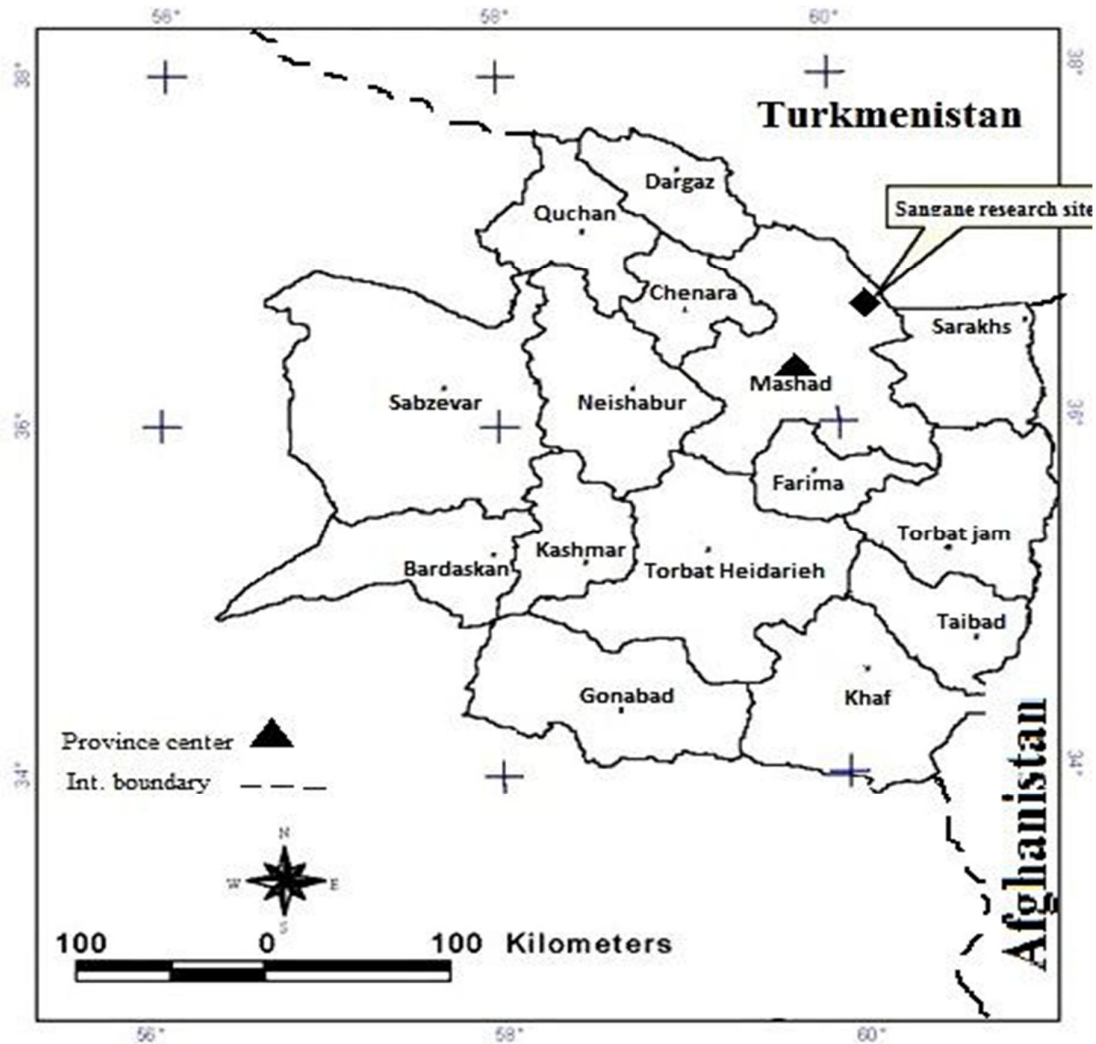 56° 58° 60°
38° 38°
Turkmenistan
Dargaz
Sangane research site
Quchan
Chenara
Sarakhs
Mashad
Sabzevar
Neishabur
36° 36°
Farima
Torbat jam
Kashmar
Bardaskan
Torbat Heidarieh
Taibad
Gonabad
Khaf
Province center
Int. boundary
34° 34°
Afghanistan
N
W E
S
100 0 100 Kilometers
56° 58° 60°